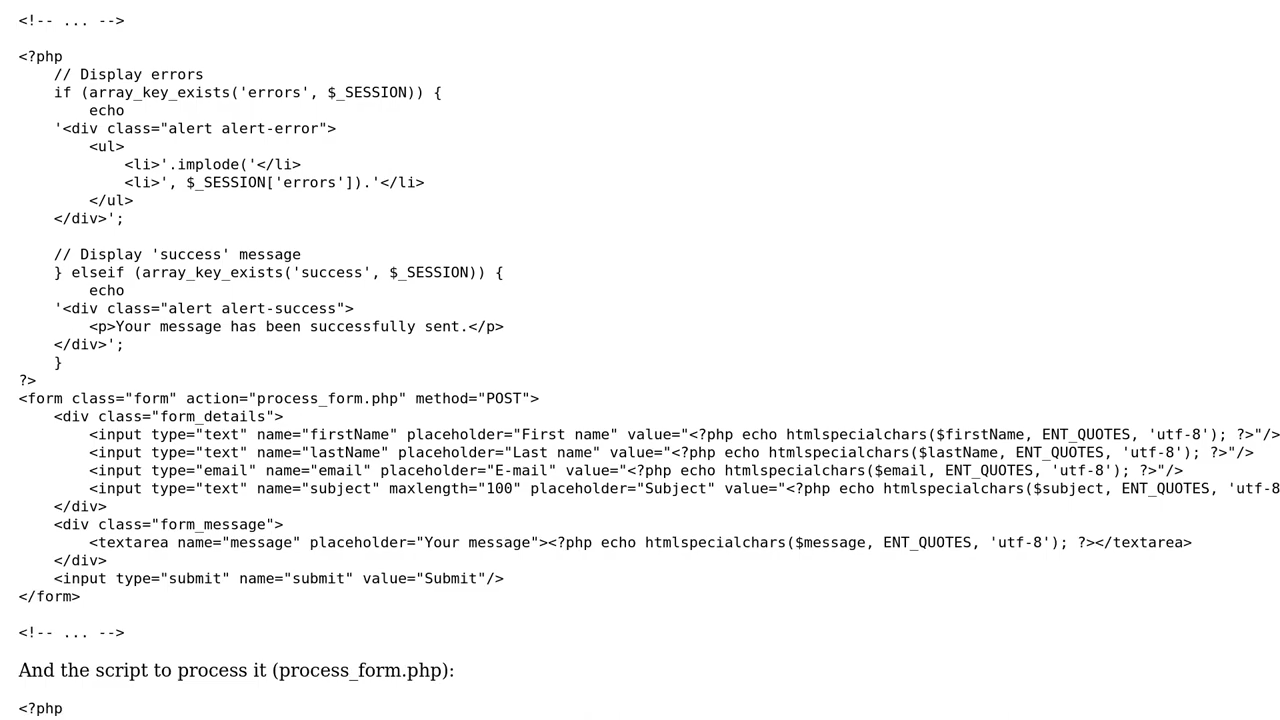 <!-- ... -->

<?php
    // Display errors
    if (array_key_exists('errors', $_SESSION)) {
        echo
    '<div class="alert alert-error">
        <ul>
            <li>'.implode('</li>
            <li>', $_SESSION['errors']).'</li>
        </ul>
    </div>';

    // Display 'success' message
    } elseif (array_key_exists('success', $_SESSION)) {
        echo
    '<div class="alert alert-success">
        <p>Your message has been successfully sent.</p>
    </div>';
    }
?>
<form class="form" action="process_form.php" method="POST">
    <div class="form_details">
        <input type="text" name="firstName" placeholder="First name" value="<?php echo htmlspecialchars($firstName, ENT_QUOTES, 'utf-8'); ?>"/>
        <input type="text" name="lastName" placeholder="Last name" value="<?php echo htmlspecialchars($lastName, ENT_QUOTES, 'utf-8'); ?>"/>
        <input type="email" name="email" placeholder="E-mail" value="<?php echo htmlspecialchars($email, ENT_QUOTES, 'utf-8'); ?>"/>
        <input type="text" name="subject" maxlength="100" placeholder="Subject" value="<?php echo htmlspecialchars($subject, ENT_QUOTES, 'utf-8
    </div>
    <div class="form_message">
        <textarea name="message" placeholder="Your message"><?php echo htmlspecialchars($message, ENT_QUOTES, 'utf-8'); ?></textarea>
    </div>
    <input type="submit" name="submit" value="Submit"/>
</form>

<!-- ... -->

And the script to process it (process_form.php):

<?php